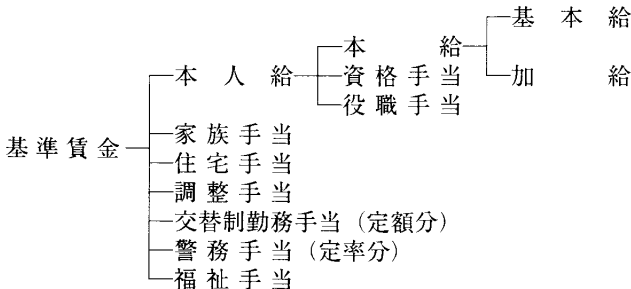 基本給
本給
本人給
資格手当
加給
役職手当
家族手当
基準賃金
住宅手当
調整手当
交替制勤務手当（定額分）
警務手当（定率分）
福祉手当